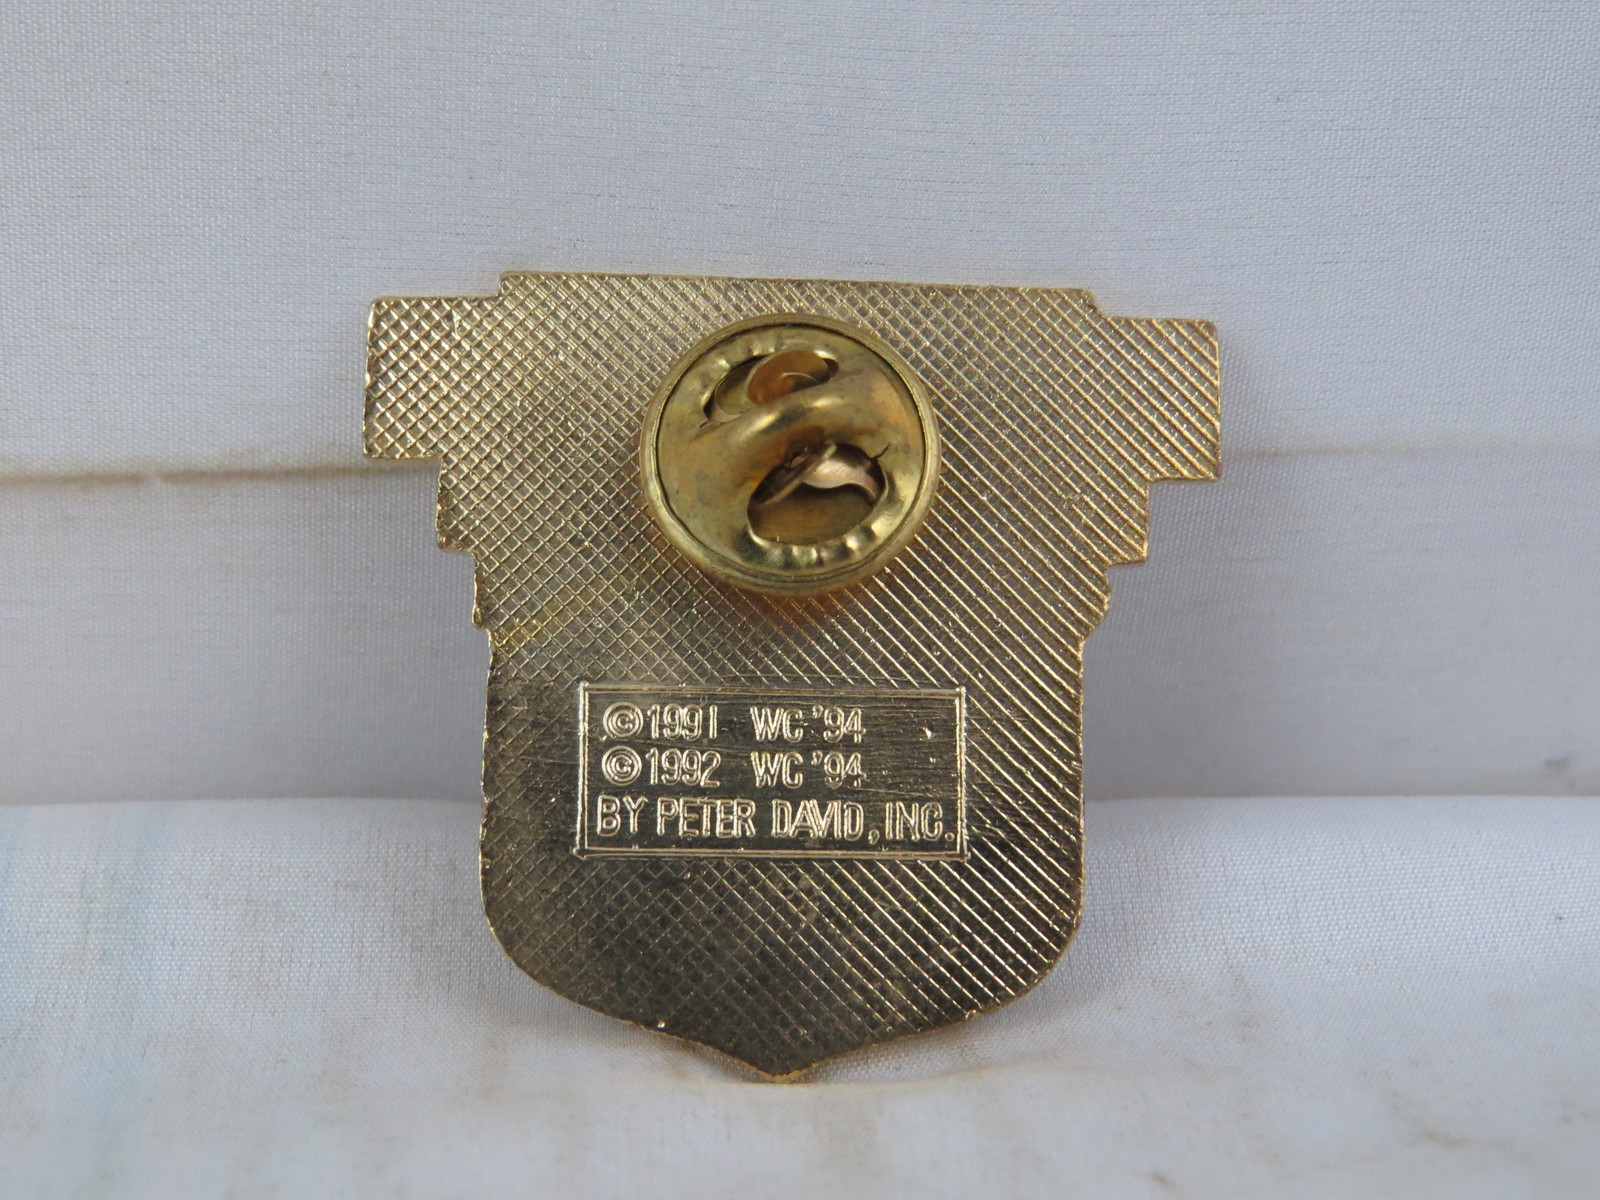 ©1991 WC '94
©1992 WC '94
BY PETER DAVID, INC.